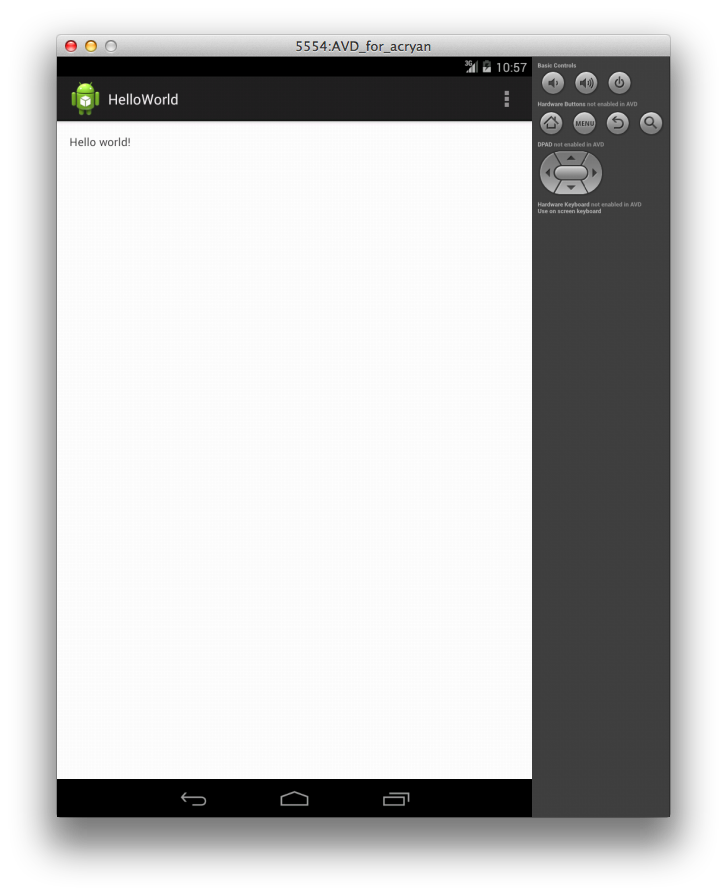 5554:AVD_for_acryan
3G 10:57
HelloWorld
Hello world!
Basic Controls
Hardware Buttons not enabled in AVD
MENU
DPAD not enabled in AVD
Hardware Keyboard not enabled in AVD
Use on screen keyboard